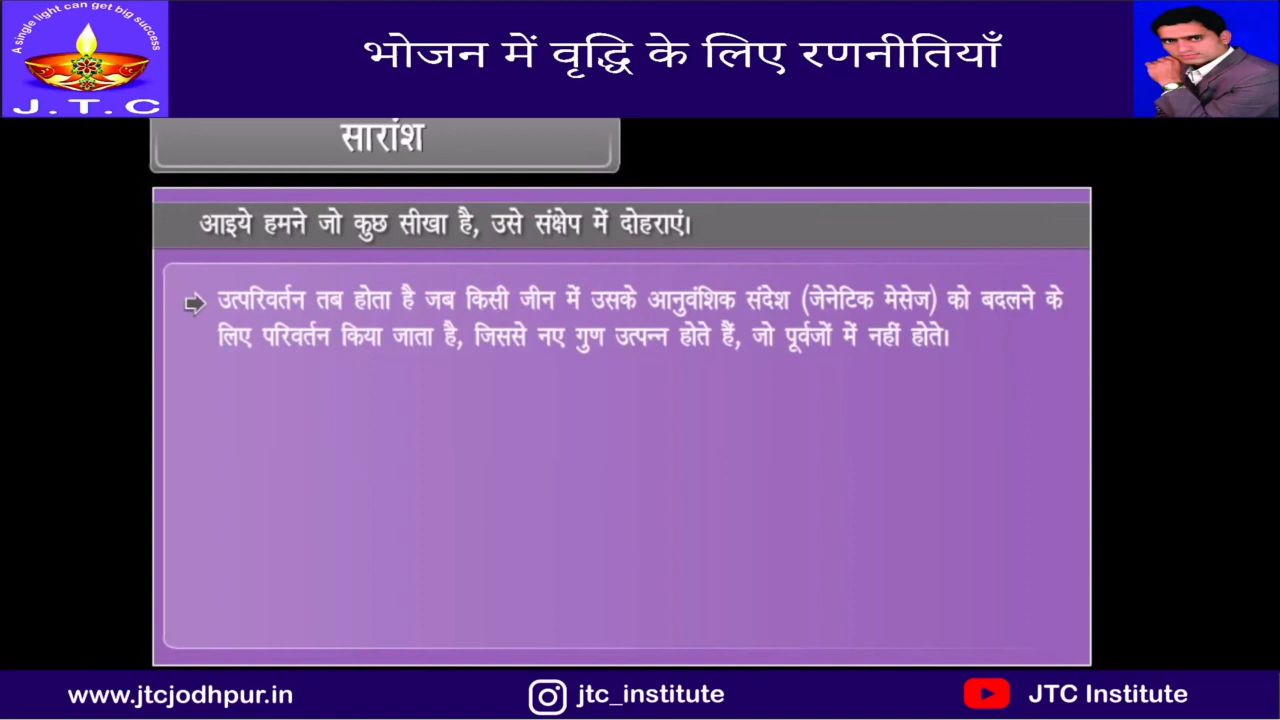 A single light can get big success
J.T.C
भोजन में वृद्धि के लिए रणनीतियाँ
सारांश
आइये हमने जो कुछ सीखा है, उसे संक्षेप में दोहराएं।
उत्परिवर्तन तब होता है जब किसी जीन में उसके आनुवंशिक संदेश (जेनेटिक मेसेज) को बदलने के
लिए परिवर्तन किया जाता है, जिससे नए गुण उत्पन्न होते हैं, जो पूर्वजों में नहीं होते।
www.jtcjodhpur.in
jtc_institute
JTC Institute